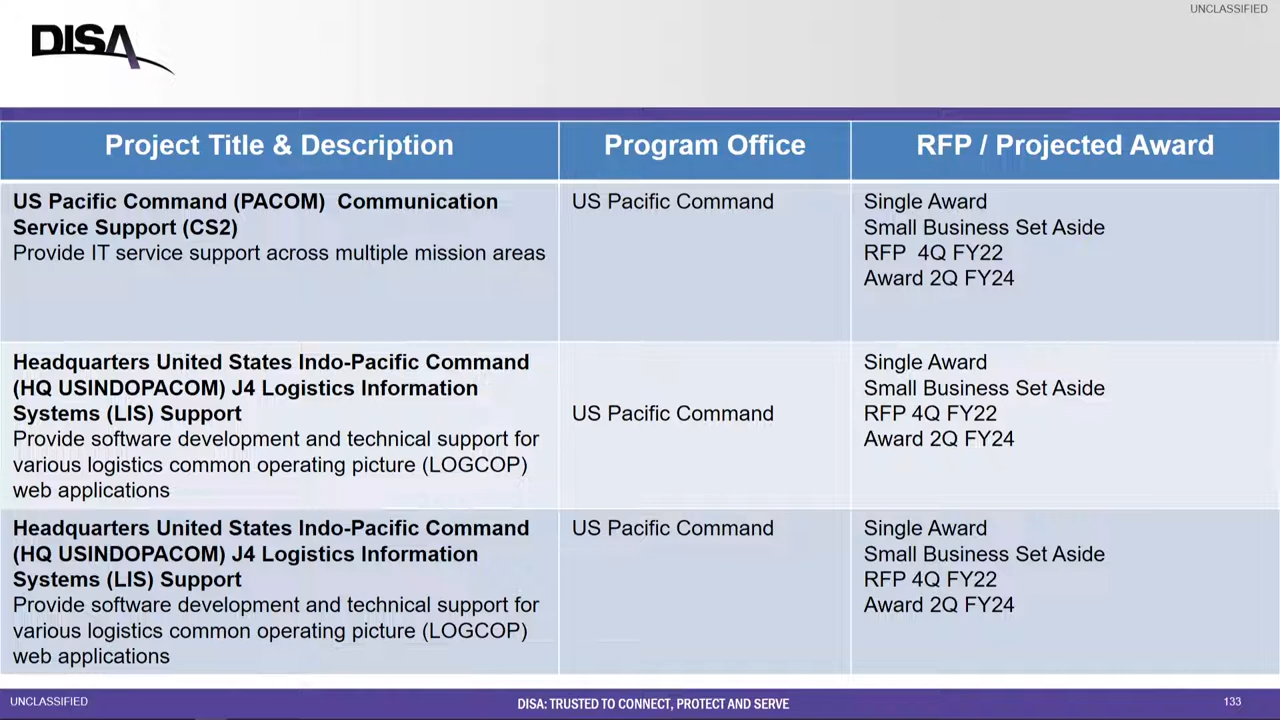 UNCLASSIFIED
DISA
Project Title & Description
Program Office
RFP / Projected Award
US Pacific Command (PACOM) Communication
Service Support (CS2)
Provide IT service support across multiple mission areas
US Pacific Command
Single Award
Small Business Set Aside
RFP 4Q FY22
Award 2Q FY24
Headquarters United States Indo-Pacific Command
(HQ USINDOPACOM) J4 Logistics Information
Systems (LIS) Support
Provide software development and technical support for
various logistics common operating picture (LOGCOP)
web applications
US Pacific Command
Single Award
Small Business Set Aside
RFP 4Q FY22
Award 2Q FY24
Headquarters United States Indo-Pacific Command
(HQ USINDOPACOM) J4 Logistics Information
Systems (LIS) Support
Provide software development and technical support for
various logistics common operating picture (LOGCOP)
web applications
US Pacific Command
Single Award
Small Business Set Aside
RFP 4Q FY22
Award 2Q FY24
UNCLASSIFIED
DISA: TRUSTED TO CONNECT, PROTECT AND SERVE
133